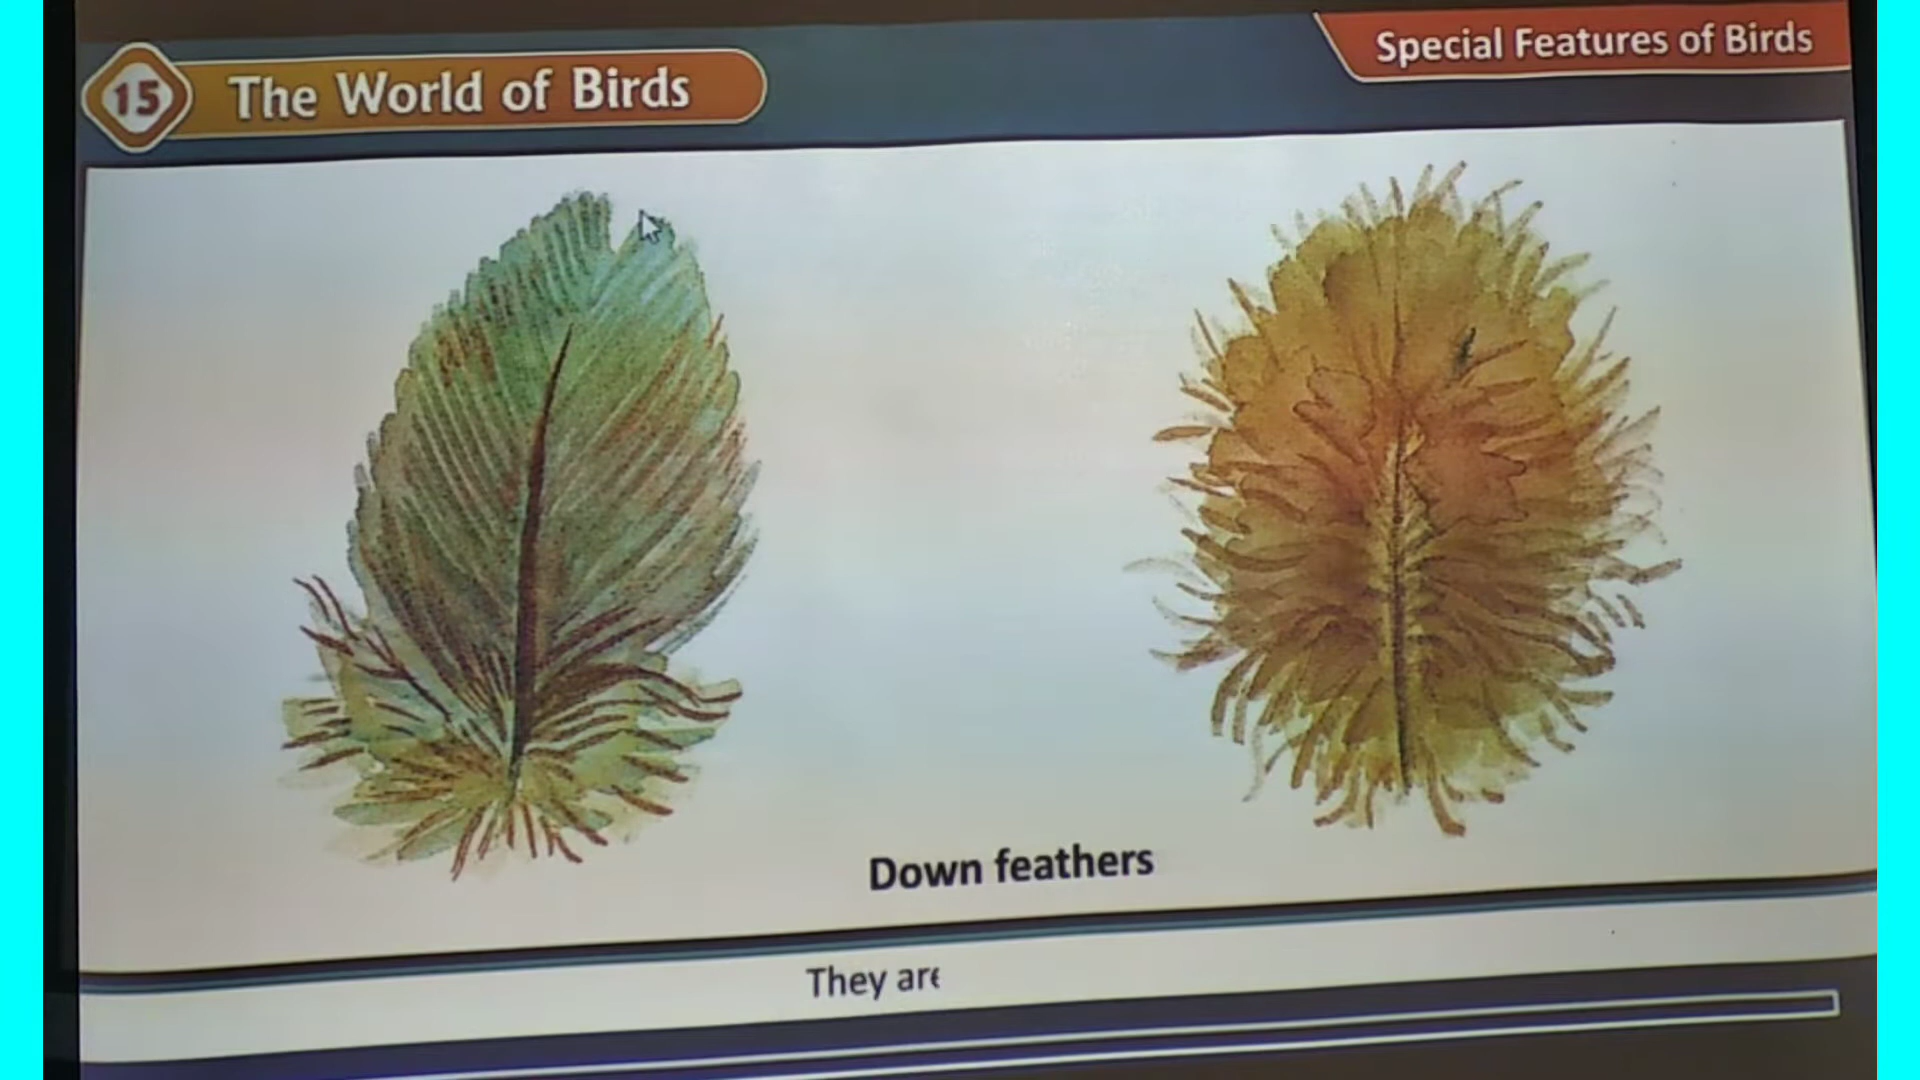 15 The World of Birds
Special Features of Birds
Down feathers
They are